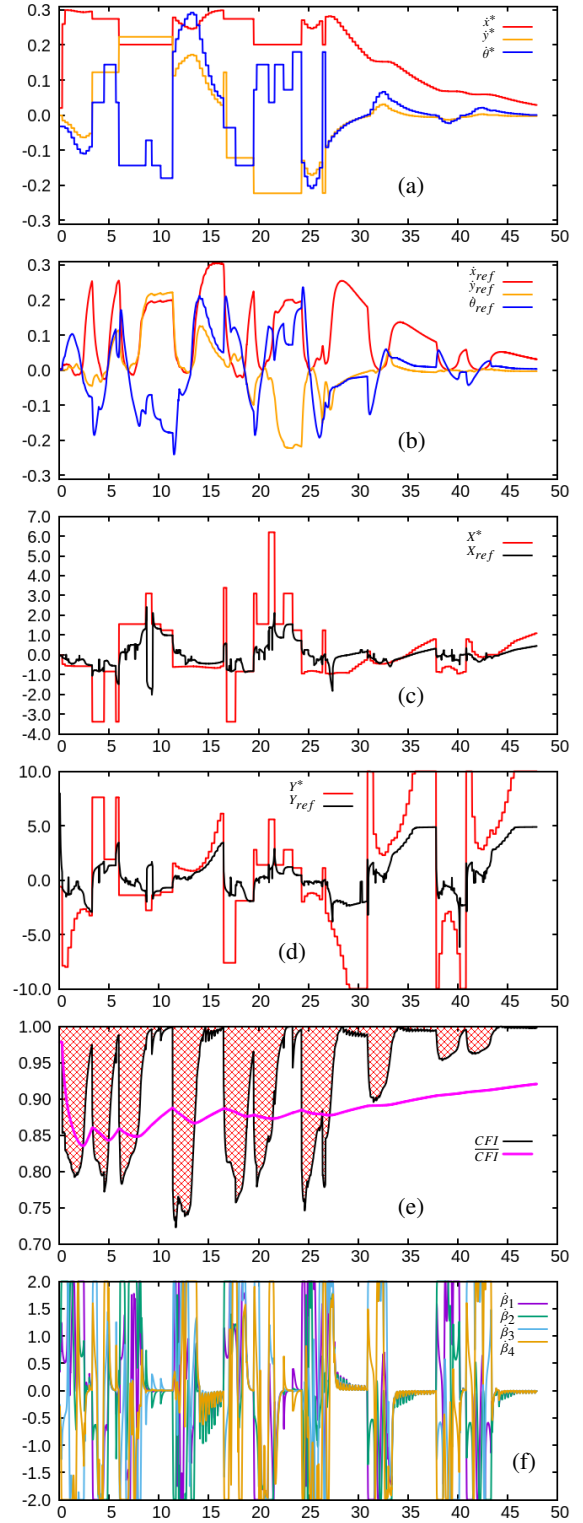 0.3
0.2
0.1
0.0
-0.1
-0.2
-0.3
ẋ*
ẏ*
θ̇*
(a)
0 5 10 15 20 25 30 35 40 45 50
0.3
0.2
0.1
0.0
-0.1
-0.2
-0.3
ẋref
ẏref
θ̇ref
(b)
0 5 10 15 20 25 30 35 40 45 50
7.0
6.0
5.0
4.0
3.0
2.0
1.0
0.0
-1.0
-2.0
-3.0
-4.0
X*
Xref
(c)
0 5 10 15 20 25 30 35 40 45 50
10.0
5.0
0.0
-5.0
-10.0
Y*
Yref
(d)
0 5 10 15 20 25 30 35 40 45 50
1.00
0.95
0.90
0.85
0.80
0.75
0.70
CFI
C̅F̅I̅
(e)
0 5 10 15 20 25 30 35 40 45 50
2.0
1.5
1.0
0.5
0.0
-0.5
-1.0
-1.5
-2.0
β̇1
β̇2
β̇3
β̇4
(f)
0 5 10 15 20 25 30 35 40 45 50